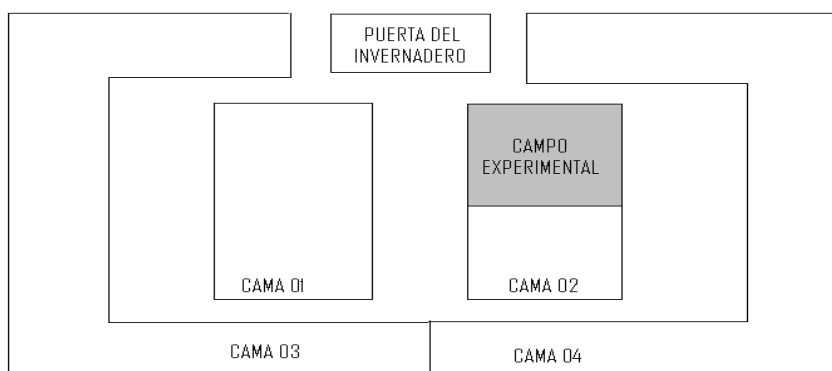 PUERTA DEL
INVERNADERO
CAMPO
EXPERIMENTAL
CAMA 01
CAMA 02
CAMA 03
CAMA 04